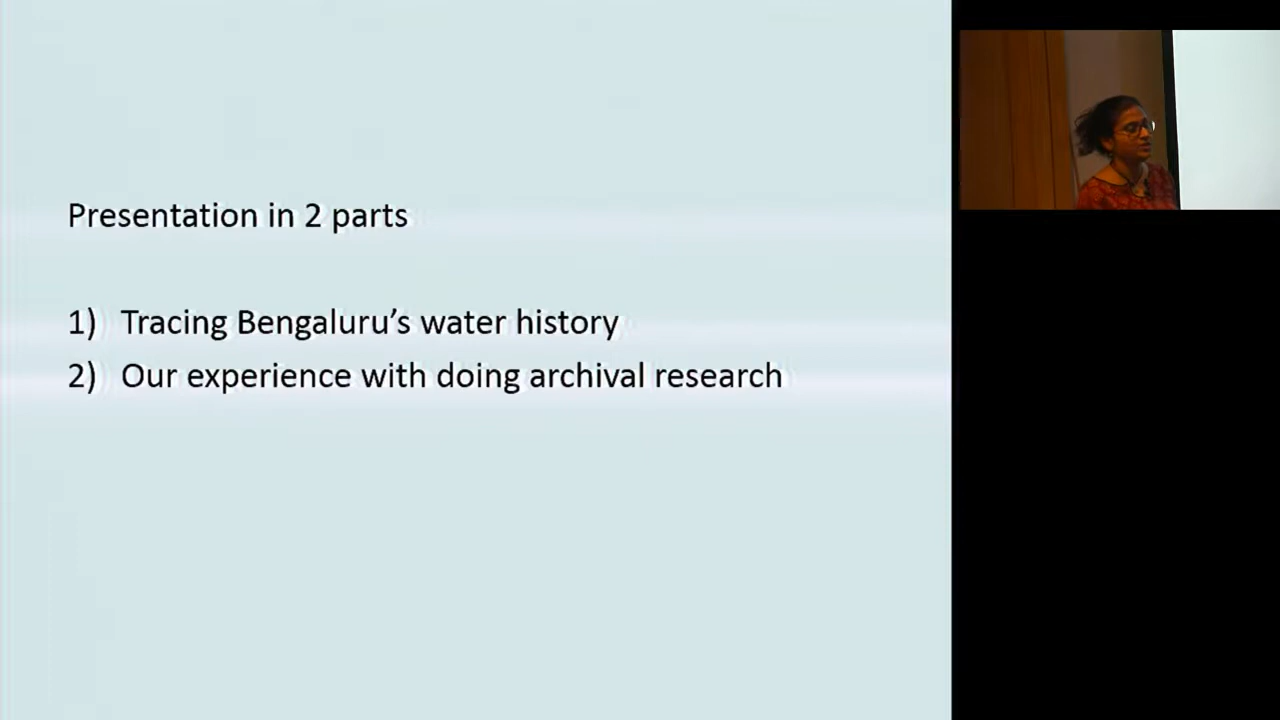 Presentation in 2 parts
1) Tracing Bengaluru’s water history
2) Our experience with doing archival research